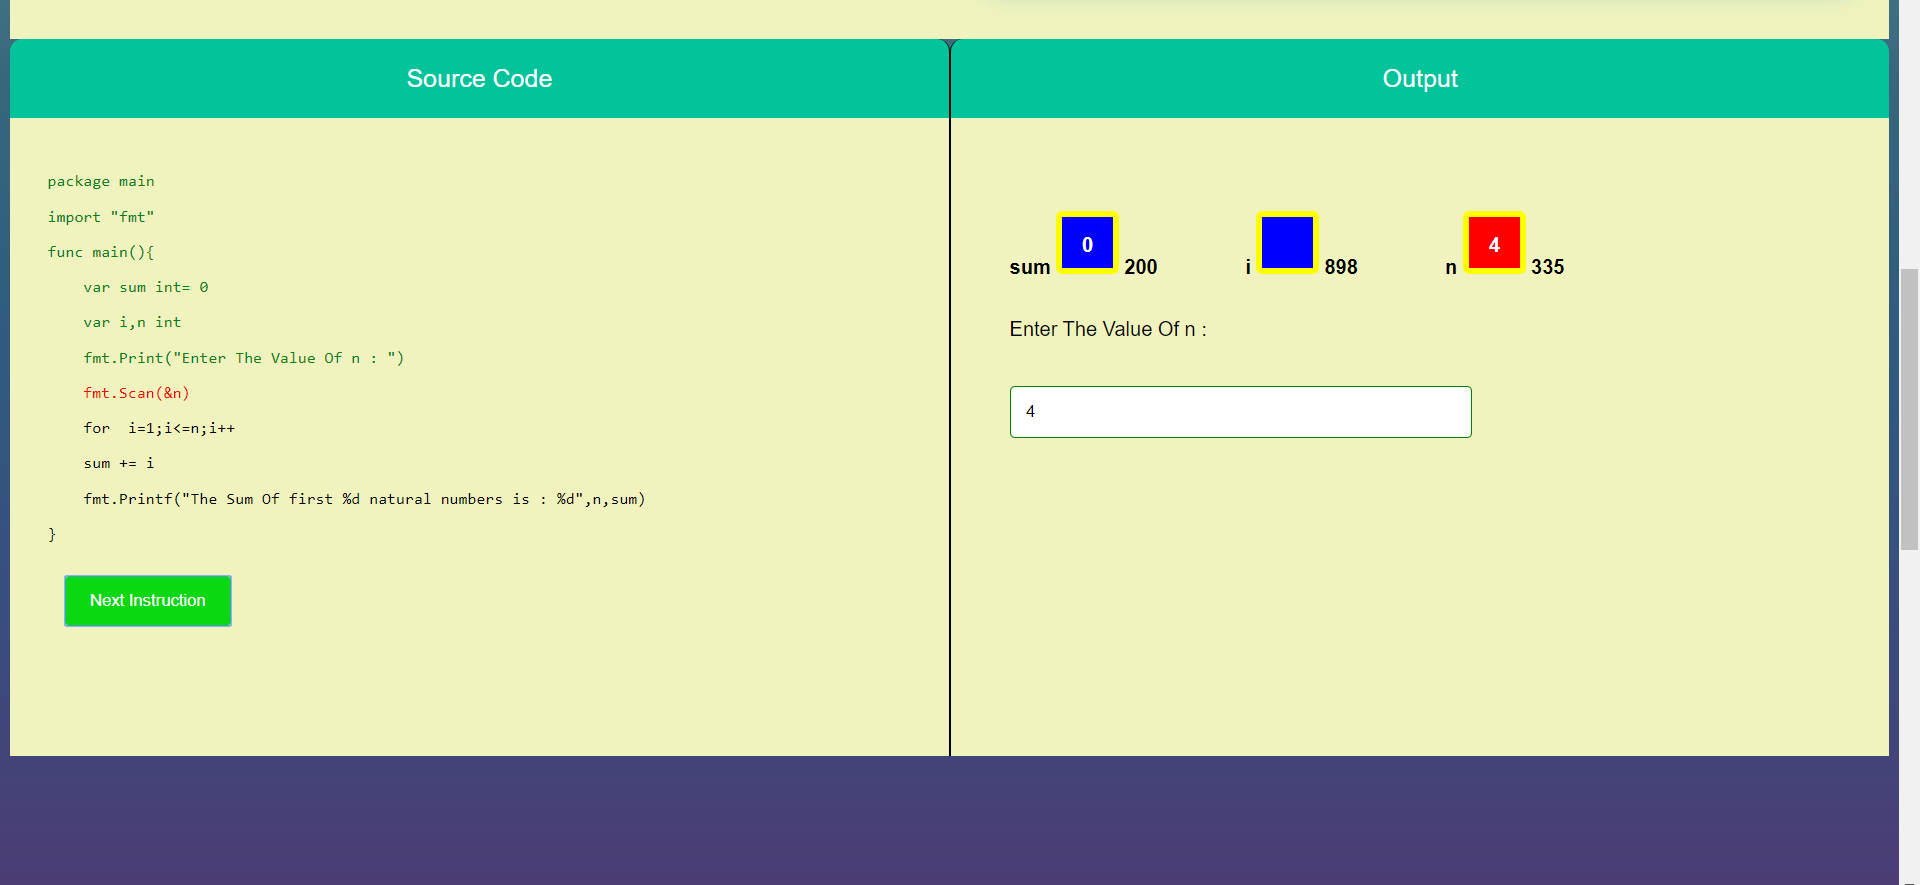 Source Code
package main
import "fmt"
func main(){
var sum int= 0
var i,n int
fmt.Print("Enter The Value Of n : ")
fmt.Scan(&n)
for  i=1;i<=n;i++
sum += i
fmt.Printf("The Sum Of first %d natural numbers is : %d",n,sum)
}
Next Instruction
Output
sum 0 200 i 898 n 4 335
Enter The Value Of n :
4